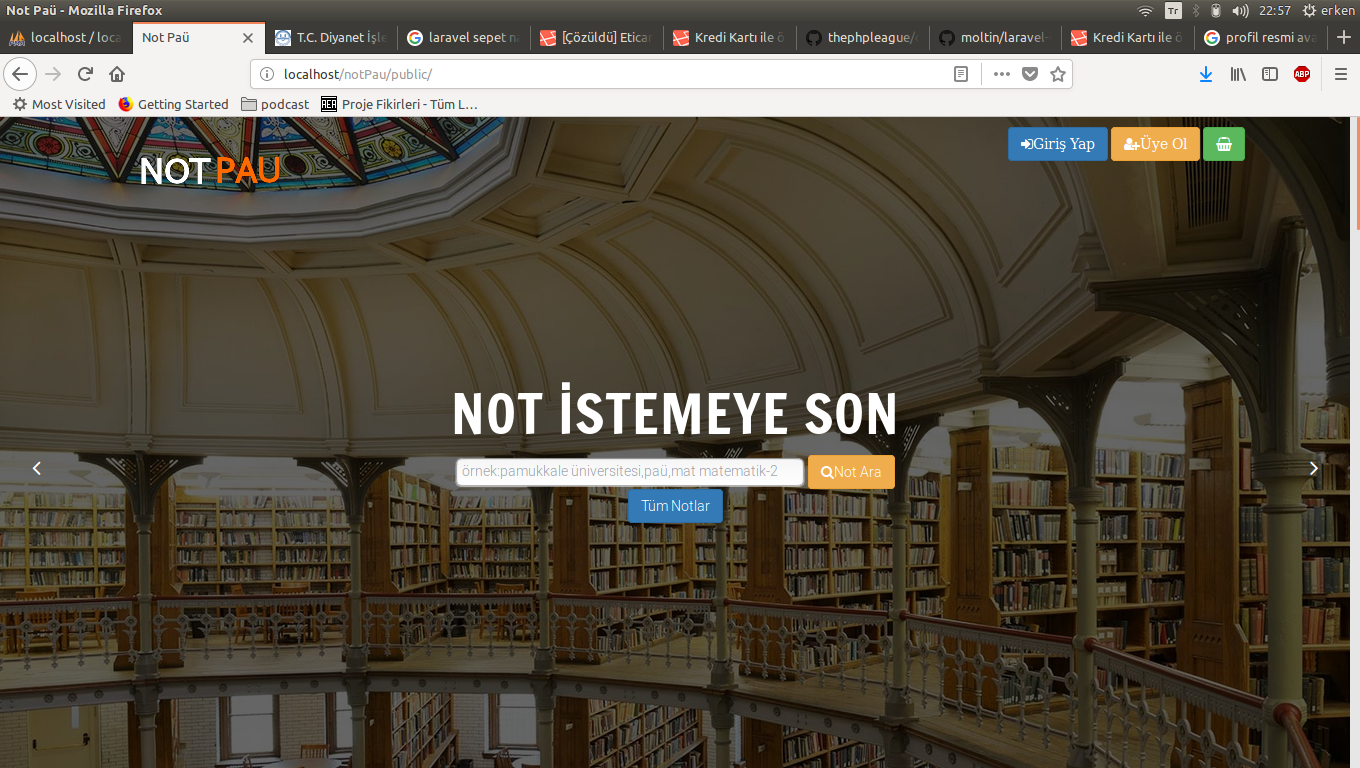 Not Paü - Mozilla Firefox
Tr
22:57
erken
localhost / loca
Not Paü
T.C. Diyanet İşle
laravel sepet na
[Çözüldü] Eticar
Kredi Kartı ile ö
thephpleague/
moltin/laravel-
Kredi Kartı ile ö
profil resmi ava
localhost/notPau/public/
ABP
Most Visited
Getting Started
podcast
Proje Fikirleri - Tüm L...
NOT PAU
Giriş Yap
Üye Ol
NOT İSTEMEYE SON
örnek:pamukkale üniversitesi,paü,mat matematik-2
Not Ara
Tüm Notlar